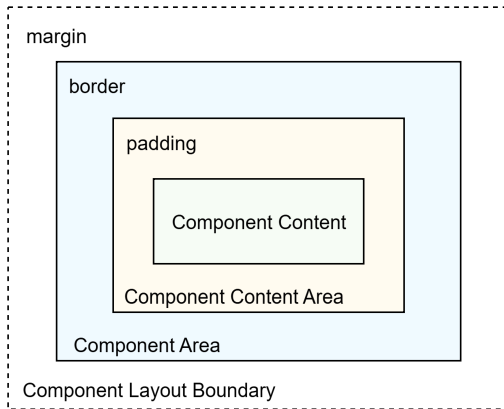 margin
border
padding
Component Content
Component Content Area
Component Area
Component Layout Boundary